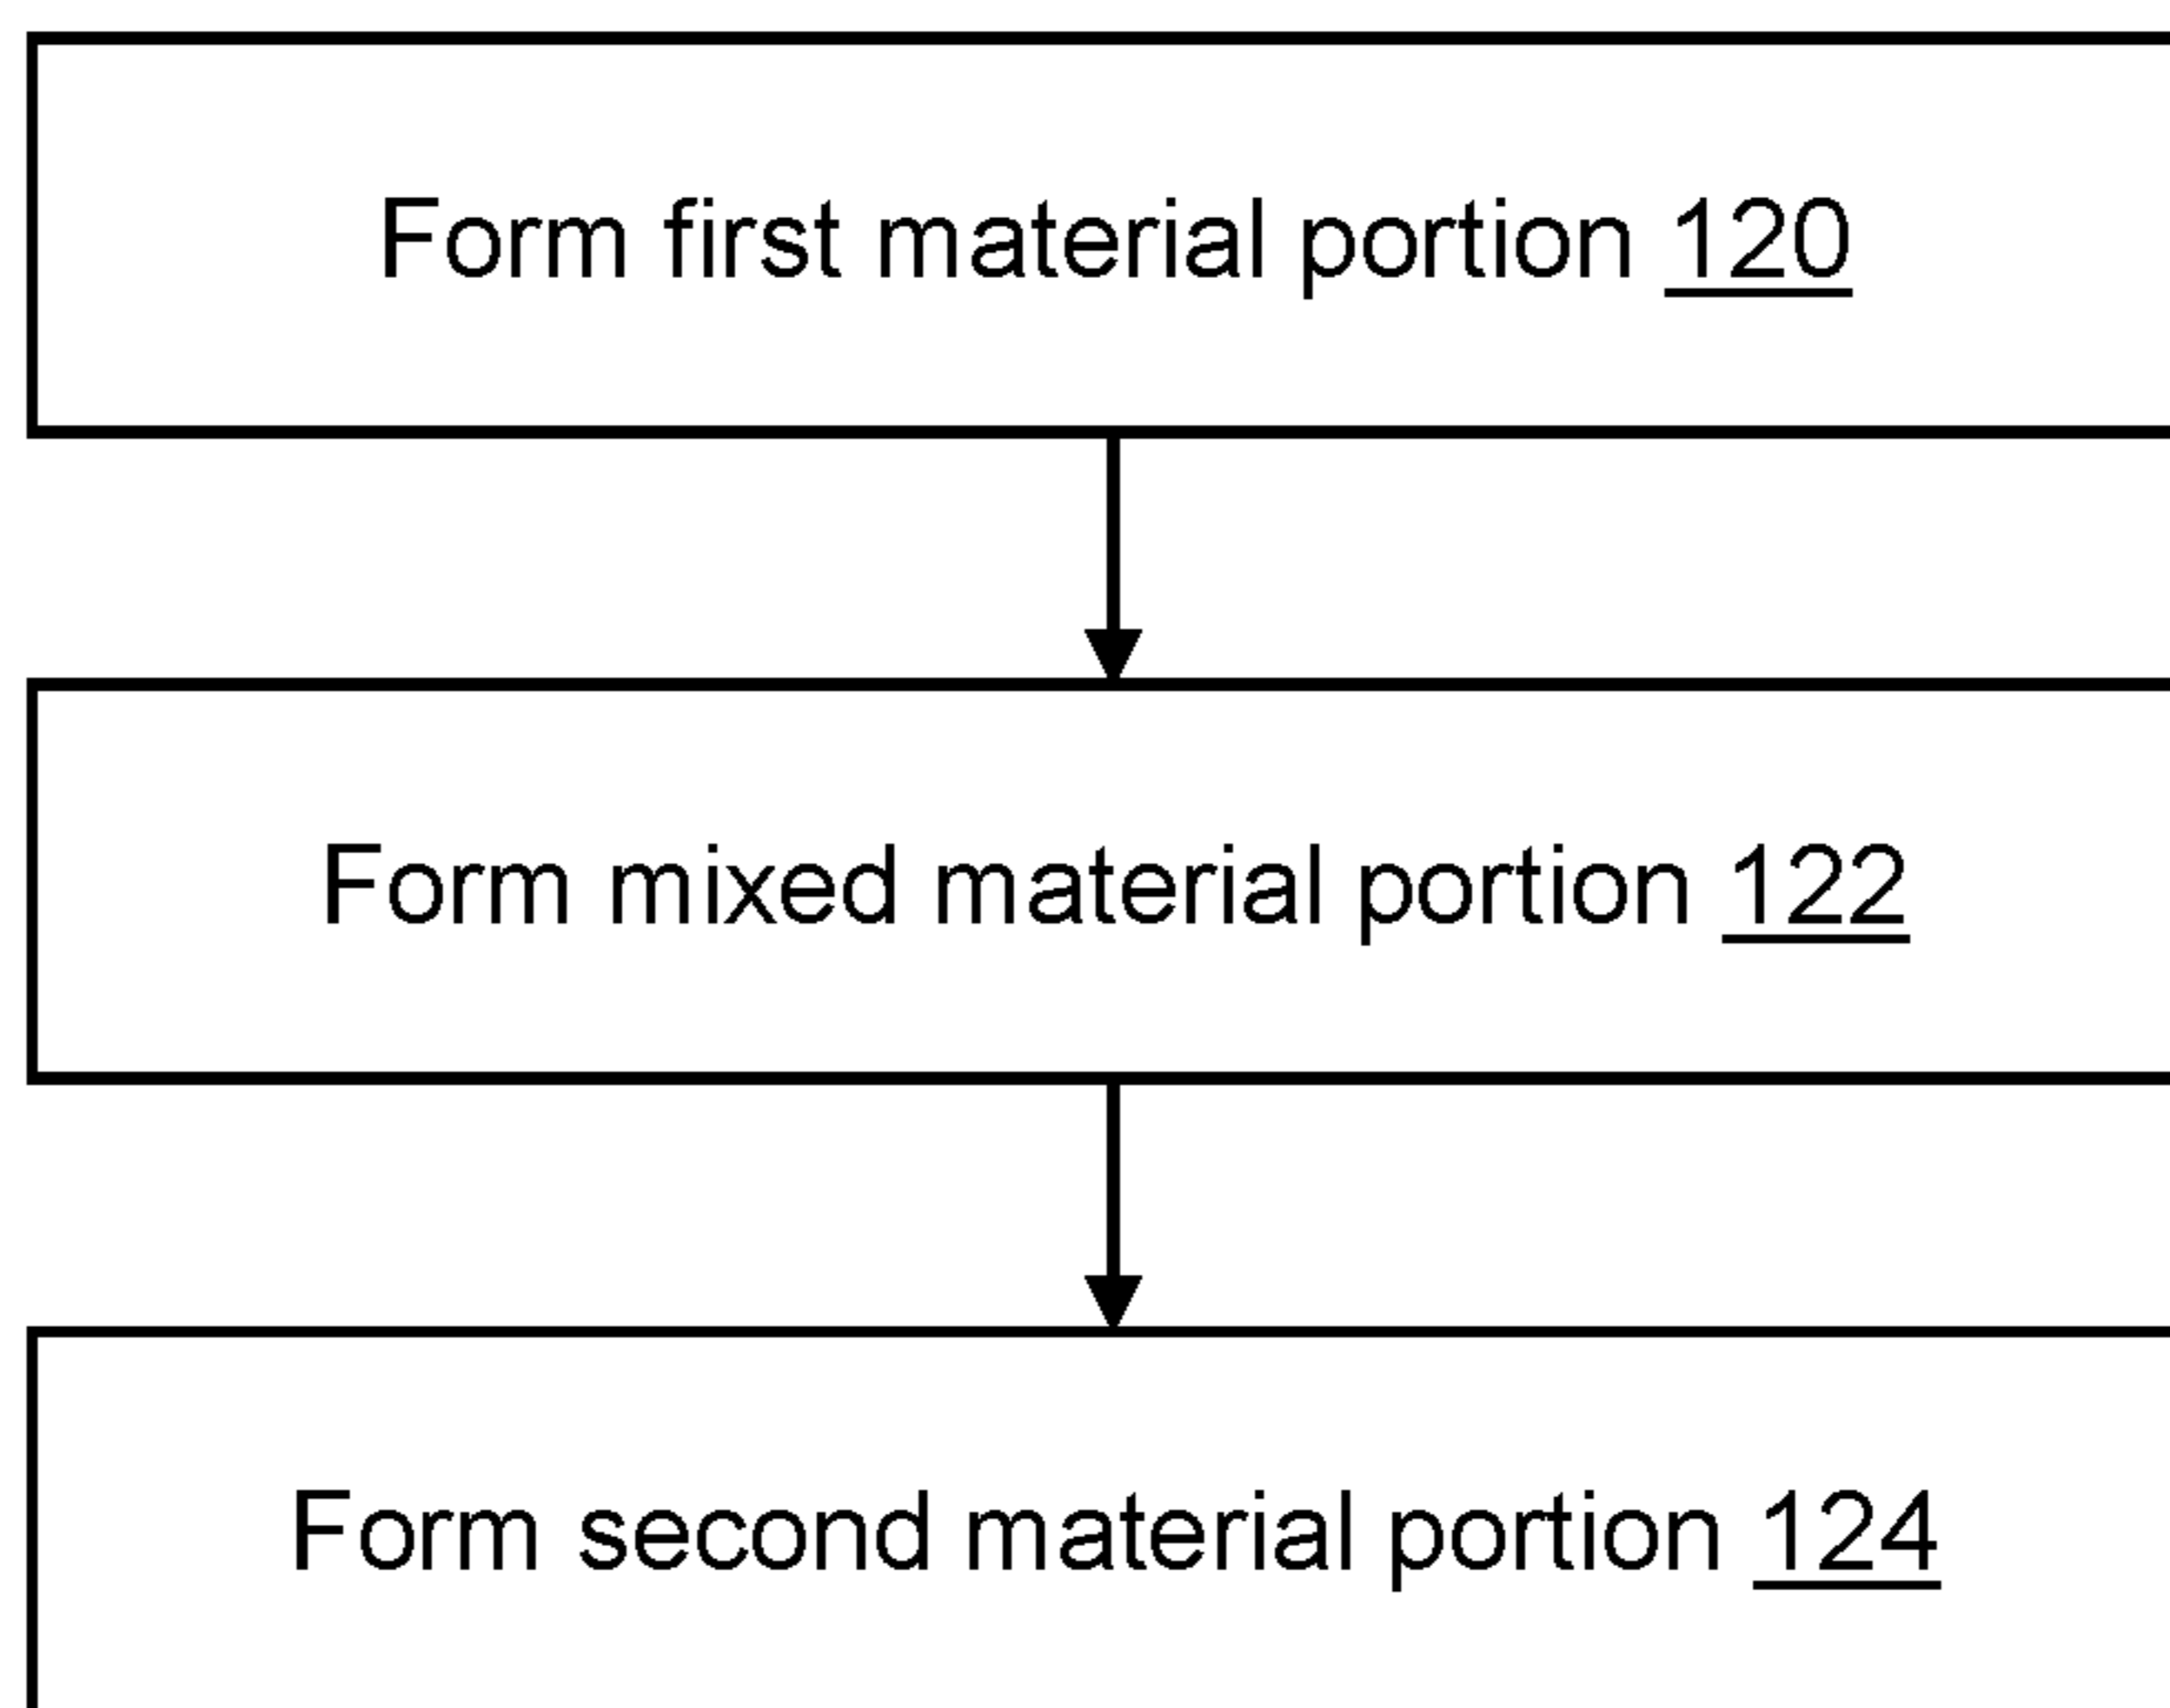 Form first material portion 120
Form mixed material portion 122
Form second material portion 124